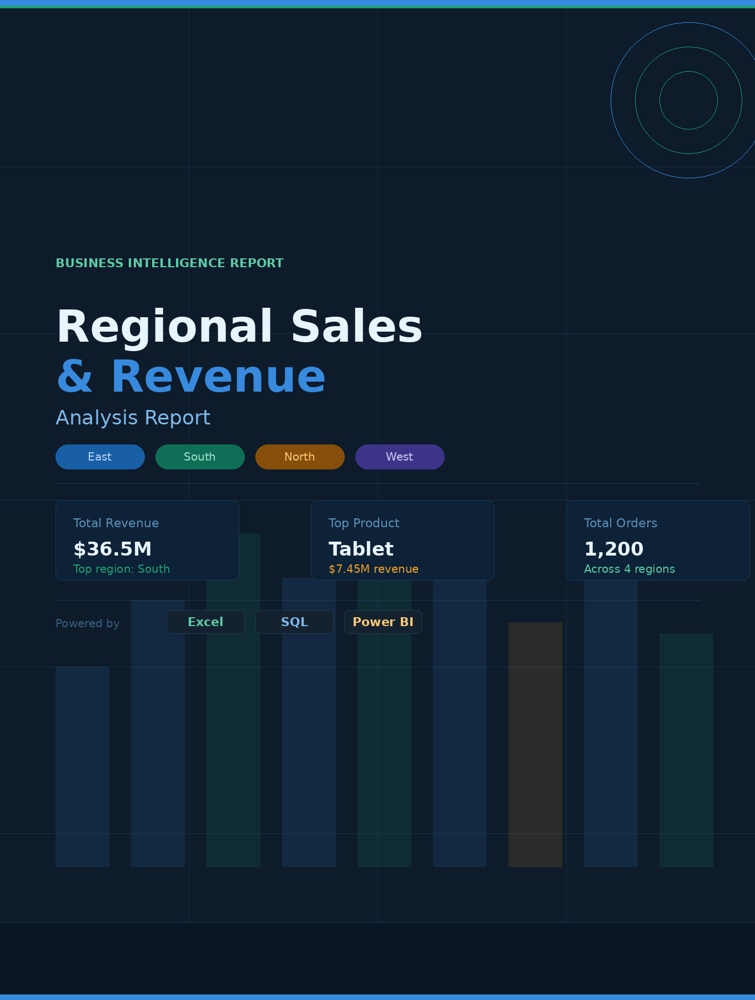 BUSINESS INTELLIGENCE REPORT
Regional Sales
& Revenue
Analysis Report
East South North West
Total Revenue Top Product Total Orders
$36.5M Tablet 1,200
Top region: South $7.45M revenue Across 4 regions
Powered by Excel SQL Power BI